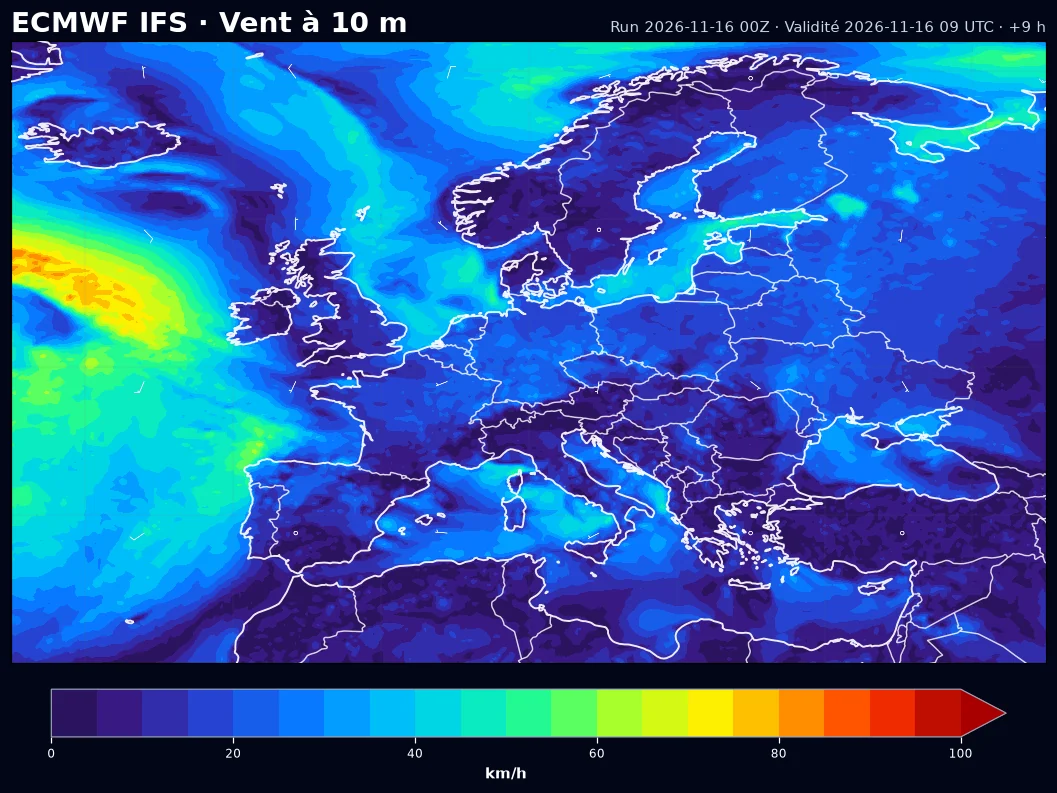 ECMWF IFS · Vent à 10 m
Run 2026-11-16 00Z · Validité 2026-11-16 09 UTC · +9 h
0 20 40 60 80 100
km/h